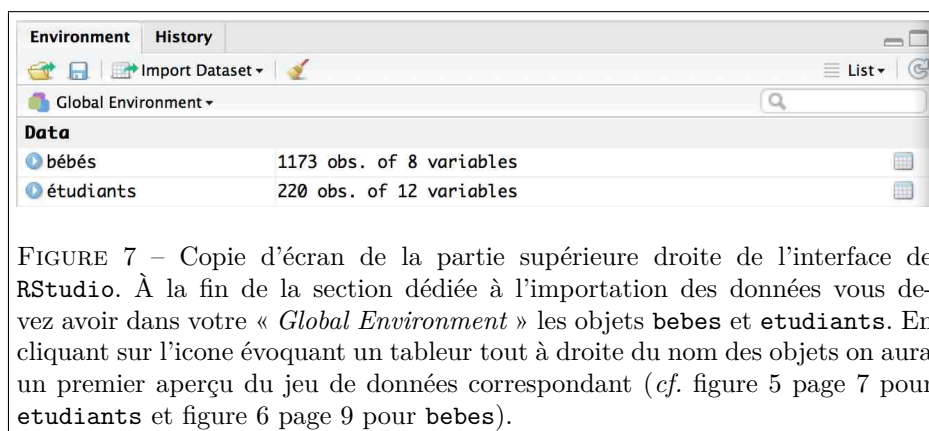 Environment History
Import Dataset List
Global Environment
Data
bébés 1173 obs. of 8 variables
étudiants 220 obs. of 12 variables
FIGURE 7 – Copie d'écran de la partie supérieure droite de l'interface de
RStudio. À la fin de la section dédiée à l'importation des données vous de-
vez avoir dans votre « Global Environment » les objets bebes et etudiants. En
cliquant sur l'icone évoquant un tableur tout à droite du nom des objets on aura
un premier aperçu du jeu de données correspondant (cf. figure 5 page 7 pour
etudiants et figure 6 page 9 pour bebes).